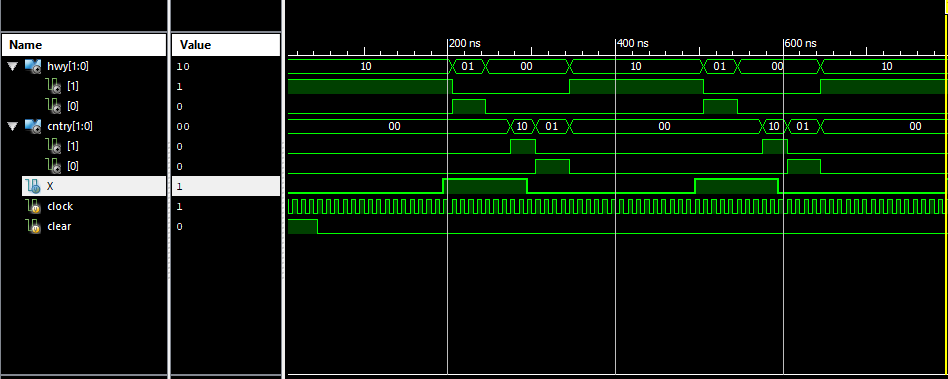 Name Value
200 ns 400 ns 600 ns
hwy[1:0] 10 10 01 00 10 01 00 10
[1] 1
[0] 0
cntry[1:0] 00 00 10 01 00 10 01 00
[1] 0
[0] 0
X 1
clock 1
clear 0